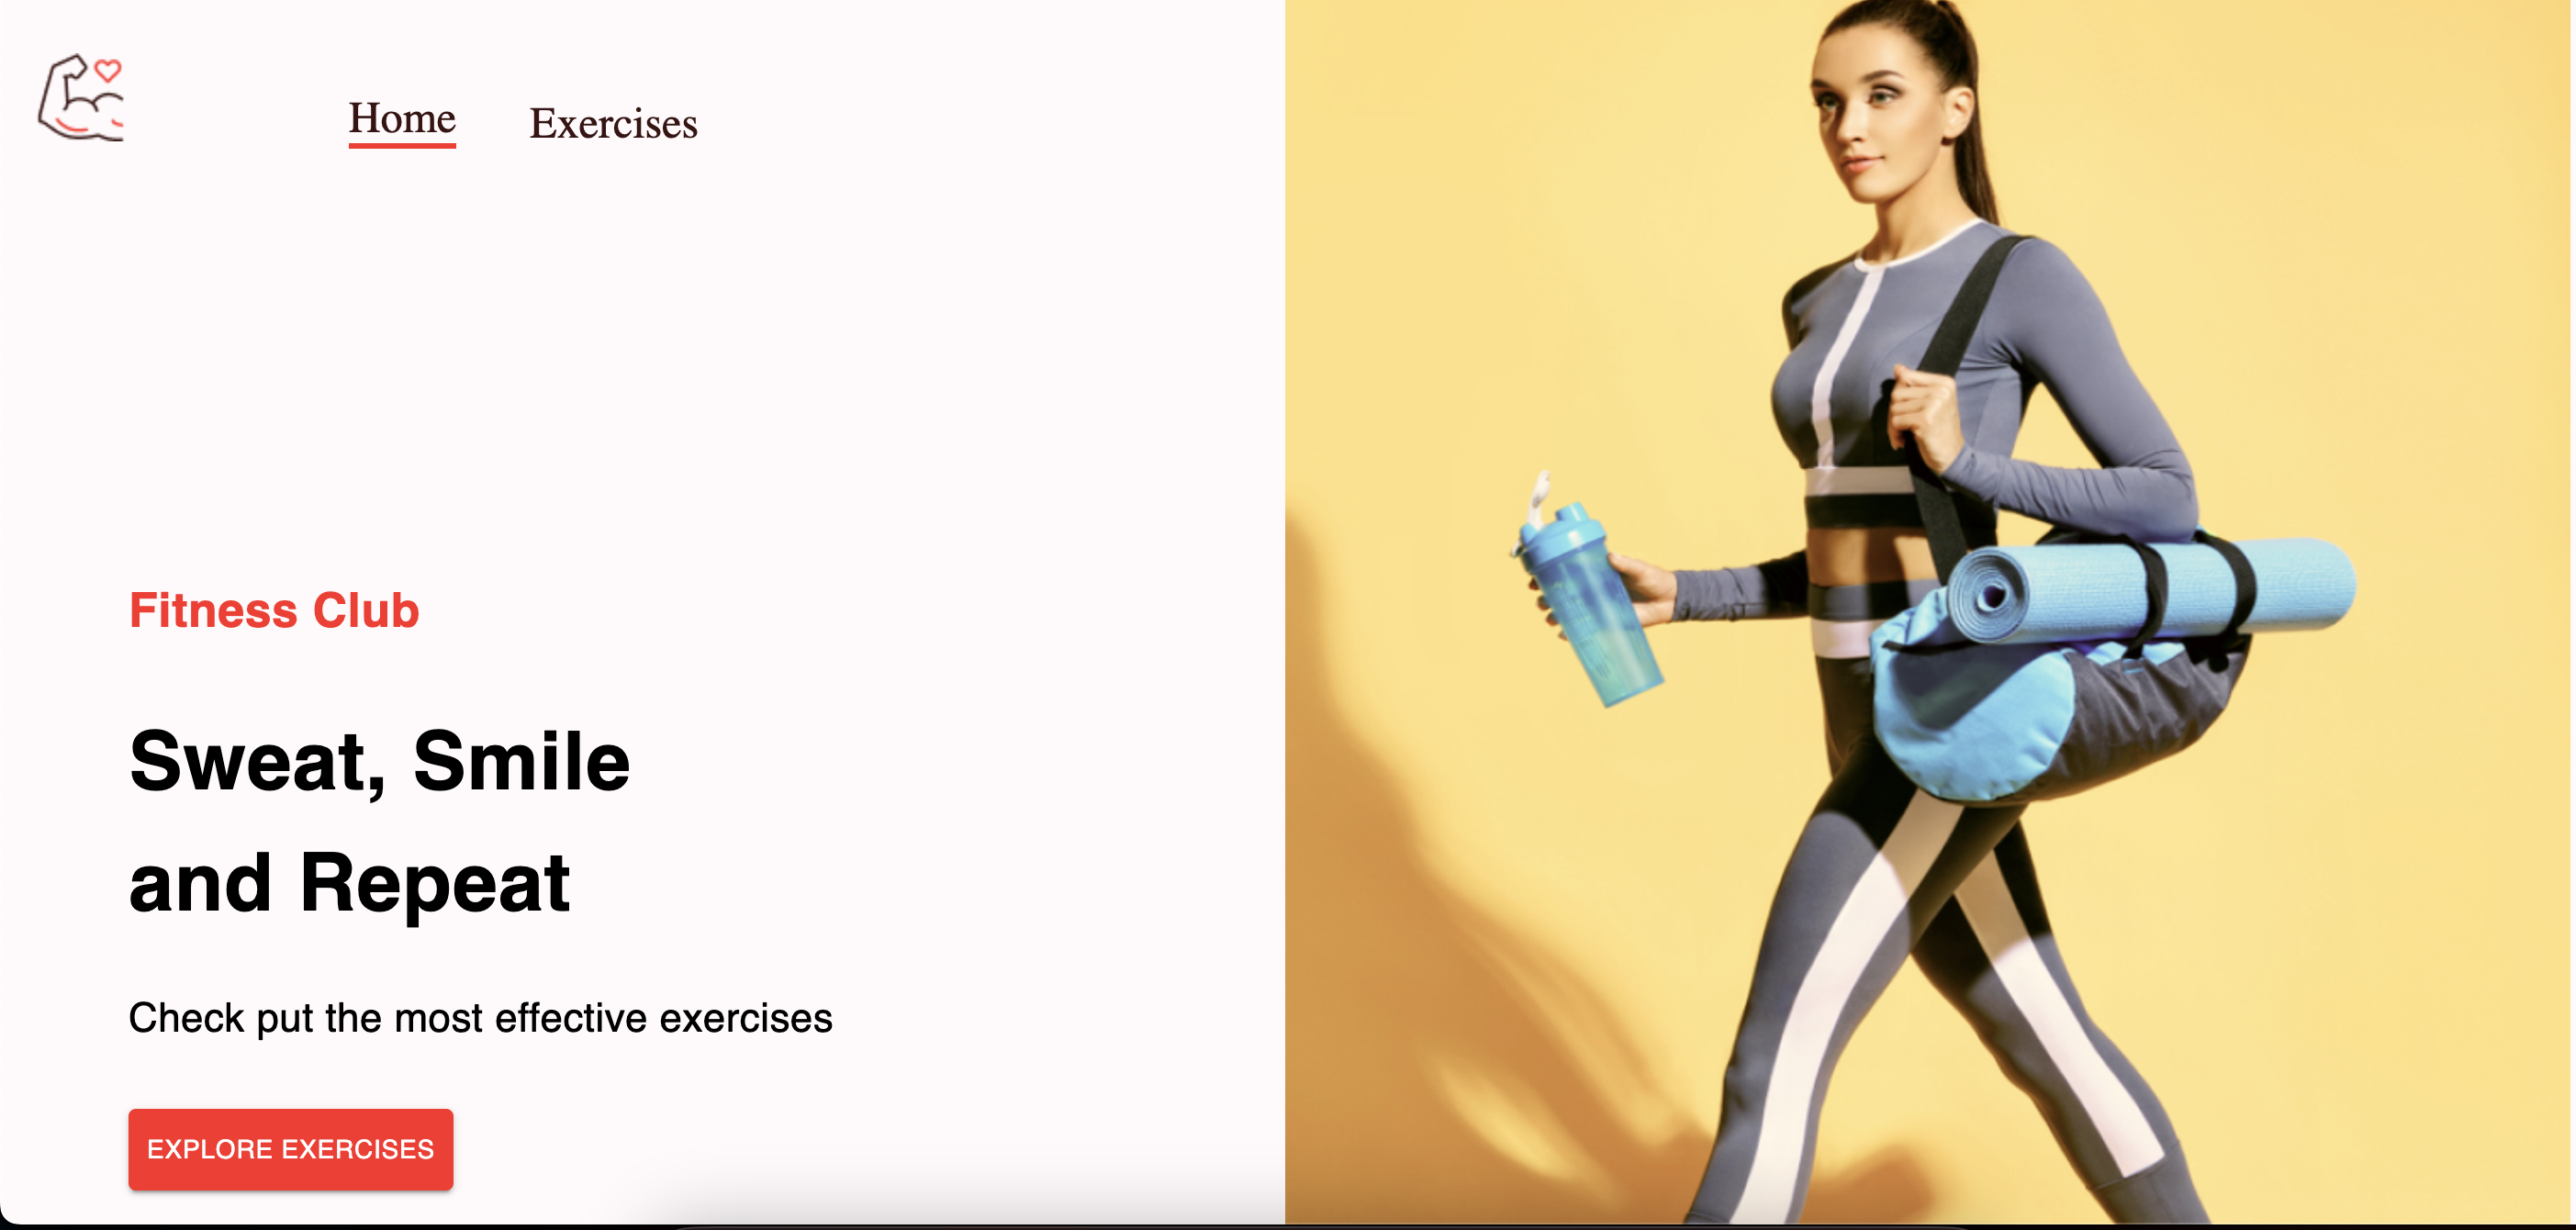 Home
Exercises
Fitness Club
Sweat, Smile
and Repeat
Check put the most effective exercises
EXPLORE EXERCISES